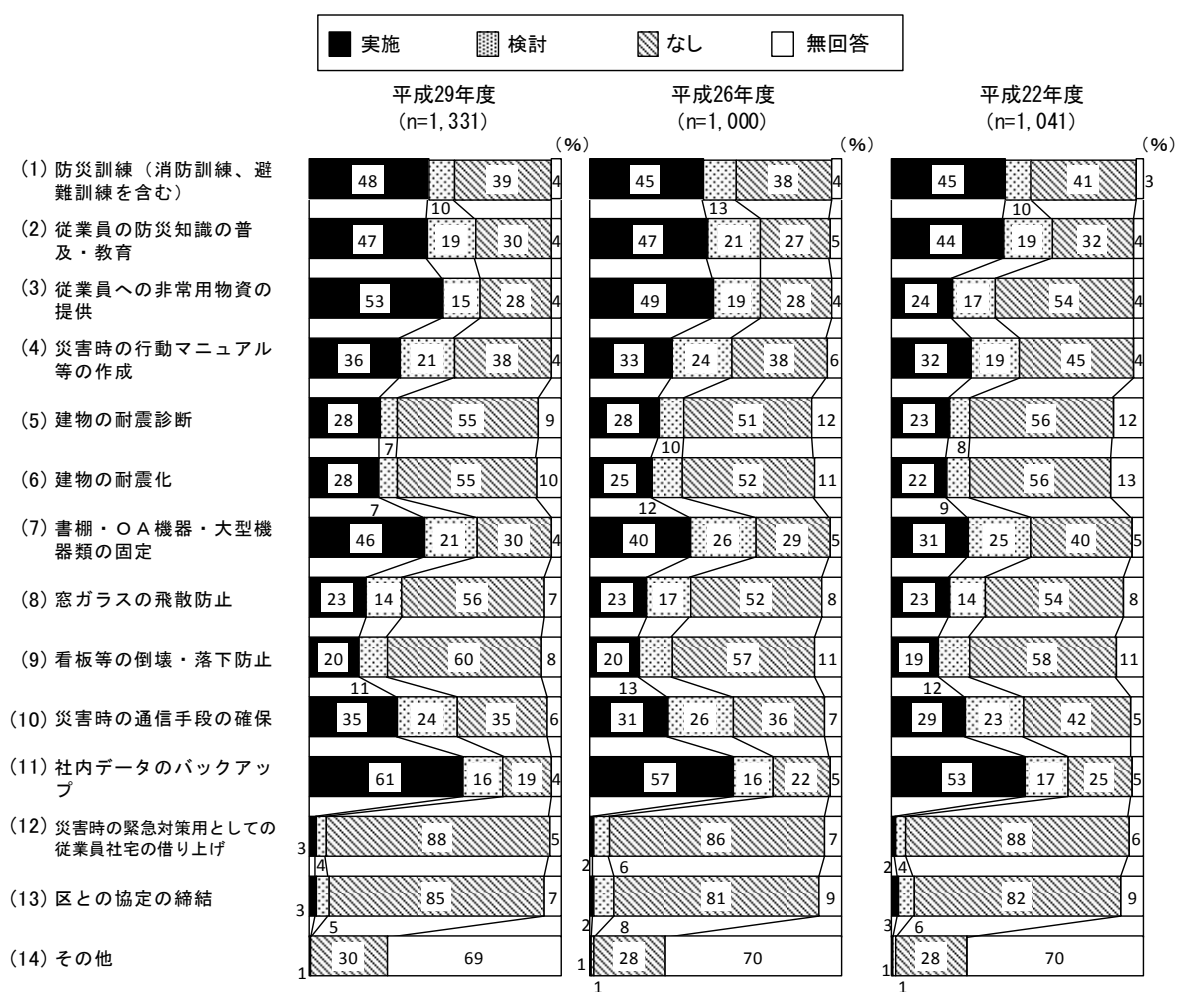 実施 検討 なし 無回答
平成29年度 平成26年度 平成22年度
(n=1,331) (n=1,000) (n=1,041)
(%) (%) (%)
(1) 防災訓練（消防訓練、避 48 39 4 45 38 4 45 41 3
難訓練を含む）
10 13 10
(2) 従業員の防災知識の普 47 19 30 4 47 21 27 5 44 19 32 4
及・教育
(3) 従業員への非常用物資の 53 15 28 4 49 19 28 4 24 17 54 4
提供
(4) 災害時の行動マニュアル 36 21 38 4 33 24 38 6 32 19 45 4
等の作成
(5) 建物の耐震診断 28 55 9 28 51 12 23 56 12
7 10 8
(6) 建物の耐震化 28 55 10 25 52 11 22 56 13
7 12 9
(7) 書棚・ＯＡ機器・大型機 46 21 30 4 40 26 29 5 31 25 40 5
器類の固定
(8) 窓ガラスの飛散防止 23 14 56 7 23 17 52 8 23 14 54 8
(9) 看板等の倒壊・落下防止 20 60 8 20 57 11 19 58 11
11 13 12
(10) 災害時の通信手段の確保 35 24 35 6 31 26 36 7 29 23 42 5
(11) 社内データのバックアッ 61 16 19 4 57 16 22 5 53 17 25 5
プ
(12) 災害時の緊急対策用としての 88 5 86 7 88 6
従業員社宅の借り上げ
3 4 2 6 2 4
(13) 区との協定の締結 85 7 81 9 82 9
3 5 2 8 3 6
(14) その他 30 69 28 70 28 70
1 1 1 1 1